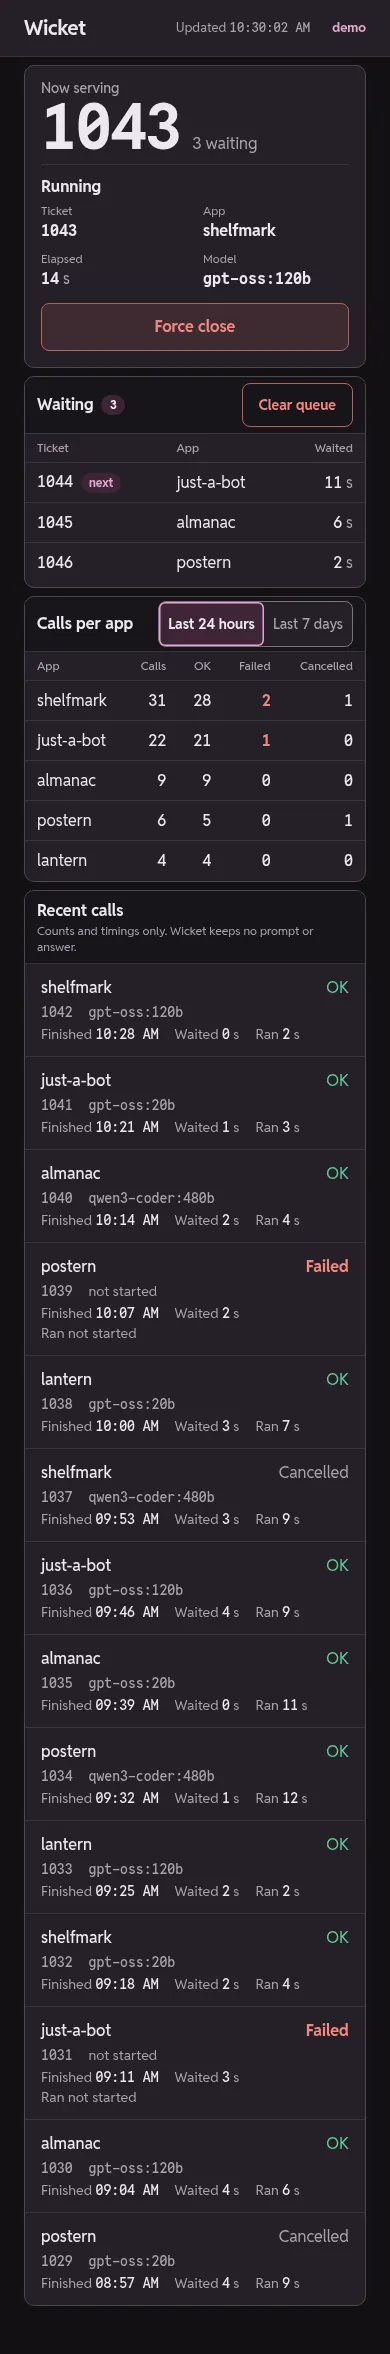 Wicket Updated 10:30:02 AM demo
Now serving
1043 3 waiting
Running
Ticket App
1043 shelfmark
Elapsed Model
14 s gpt-oss:120b
Force close
Waiting 3 Clear queue
Ticket App Waited
1044 next just-a-bot 11 s
1045 almanac 6 s
1046 postern 2 s
Calls per app Last 24 hours Last 7 days
App Calls OK Failed Cancelled
shelfmark 31 28 2 1
just-a-bot 22 21 1 0
almanac 9 9 0 0
postern 6 5 0 1
lantern 4 4 0 0
Recent calls
Counts and timings only. Wicket keeps no prompt or
answer.
shelfmark OK
1042 gpt-oss:120b
Finished 10:28 AM Waited 0 s Ran 2 s
just-a-bot OK
1041 gpt-oss:20b
Finished 10:21 AM Waited 1 s Ran 3 s
almanac OK
1040 qwen3-coder:480b
Finished 10:14 AM Waited 2 s Ran 4 s
postern Failed
1039 not started
Finished 10:07 AM Waited 2 s
Ran not started
lantern OK
1038 gpt-oss:20b
Finished 10:00 AM Waited 3 s Ran 7 s
shelfmark Cancelled
1037 qwen3-coder:480b
Finished 09:53 AM Waited 3 s Ran 9 s
just-a-bot OK
1036 gpt-oss:120b
Finished 09:46 AM Waited 4 s Ran 9 s
almanac OK
1035 gpt-oss:20b
Finished 09:39 AM Waited 0 s Ran 11 s
postern OK
1034 qwen3-coder:480b
Finished 09:32 AM Waited 1 s Ran 12 s
lantern OK
1033 gpt-oss:120b
Finished 09:25 AM Waited 2 s Ran 2 s
shelfmark OK
1032 gpt-oss:20b
Finished 09:18 AM Waited 2 s Ran 4 s
just-a-bot Failed
1031 not started
Finished 09:11 AM Waited 3 s
Ran not started
almanac OK
1030 gpt-oss:120b
Finished 09:04 AM Waited 4 s Ran 6 s
postern Cancelled
1029 gpt-oss:20b
Finished 08:57 AM Waited 4 s Ran 9 s